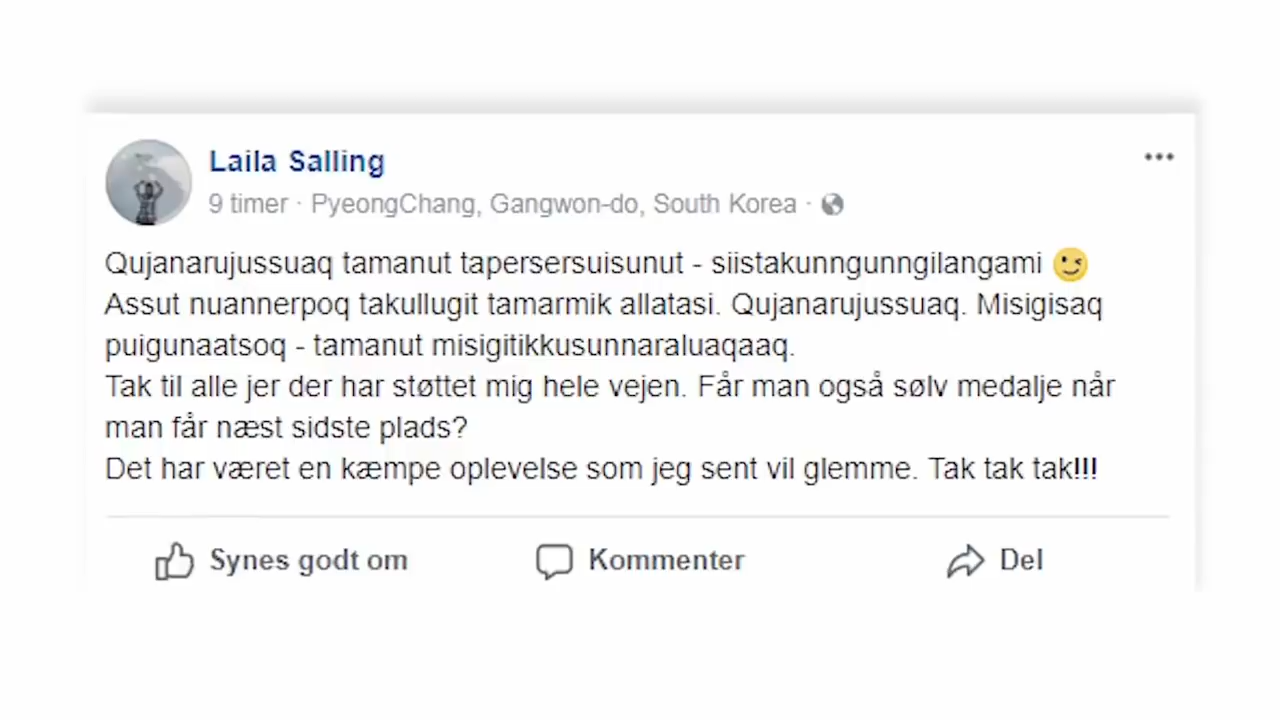 Laila Salling
9 timer · PyeongChang, Gangwon-do, South Korea ·
Qujanarujussuaq tamanut tapersersuisunut - siistakunngunngilangami 😉
Assut nuannerpoq takullugit tamarmik allatasi. Qujanarujussuaq. Misigisaq
puigunaatsoq - tamanut misigitikkusunnaraluaqaaq.
Tak til alle jer der har støttet mig hele vejen. Får man også sølv medalje når
man får næst sidste plads?
Det har været en kæmpe oplevelse som jeg sent vil glemme. Tak tak tak!!!
Synes godt om Kommenter Del